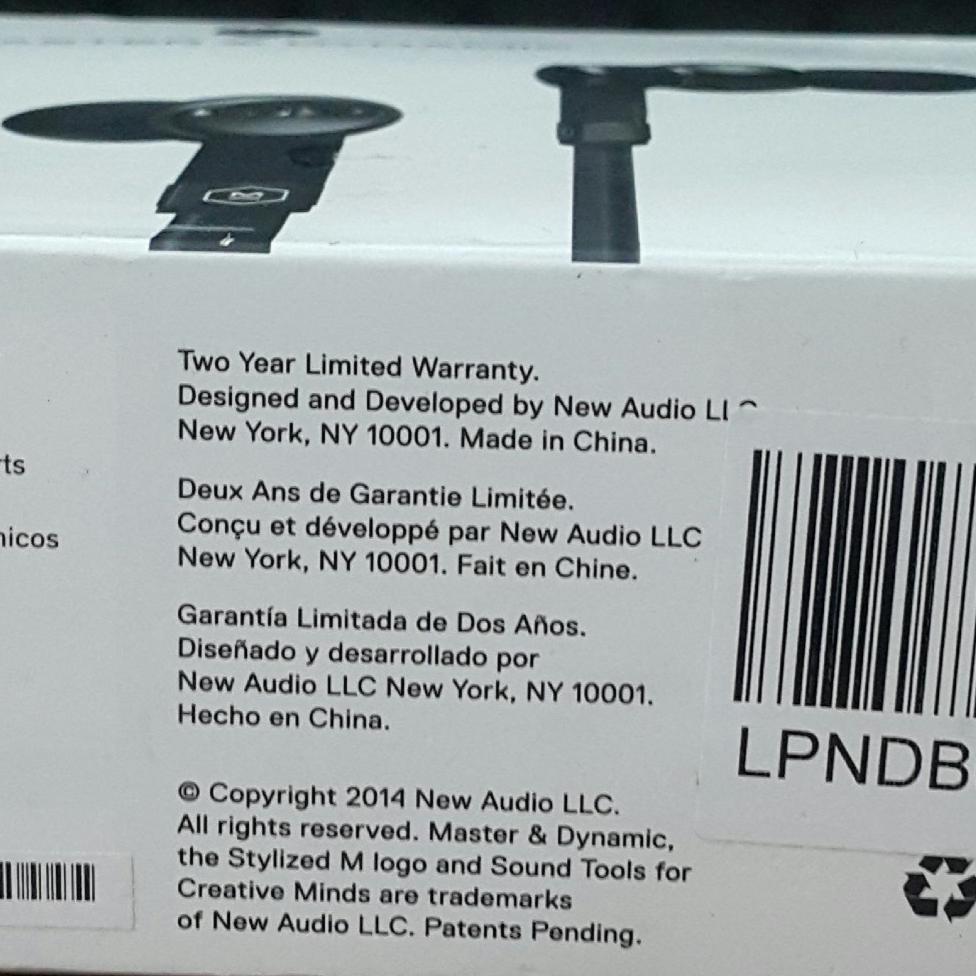 Two Year Limited Warranty.
Designed and Developed by New Audio
New York, NY 10001. Made in China.
Deux Ans de Garantie Limitée.
Conçu et développé par New Audio LLC
New York, NY 10001. Fait en Chine.
Garantía Limitada de Dos Años.
Diseñado y desarrollado por
New Audio LLC New York, NY 10001.
Hecho en China.
© Copyright 2014 New Audio LLC.
All rights reserved. Master & Dynamic,
the Stylized M logo and Sound Tools for
Creative Minds are trademarks
of New Audio LLC. Patents Pending.
LPNDB